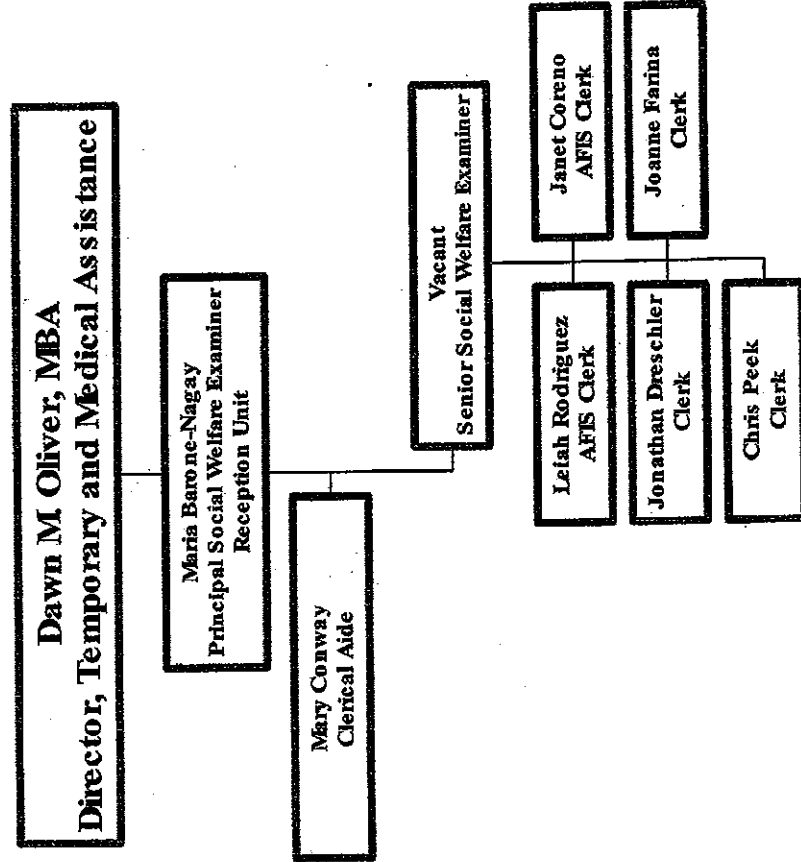 Dawn M Oliver, MBA
Director, Temporary and Medical Assistance
Maria Barone-Nagay
Principal Social Welfare Examiner
Reception Unit
Mary Conway
Clerical Aide
Vacant
Senior Social Welfare Examiner
Leiah Rodriguez
AFIS Clerk
Janet Coreno
AFIS Clerk
Jonathan Dreschler
Clerk
Joanne Farina
Clerk
Chris Peek
Clerk